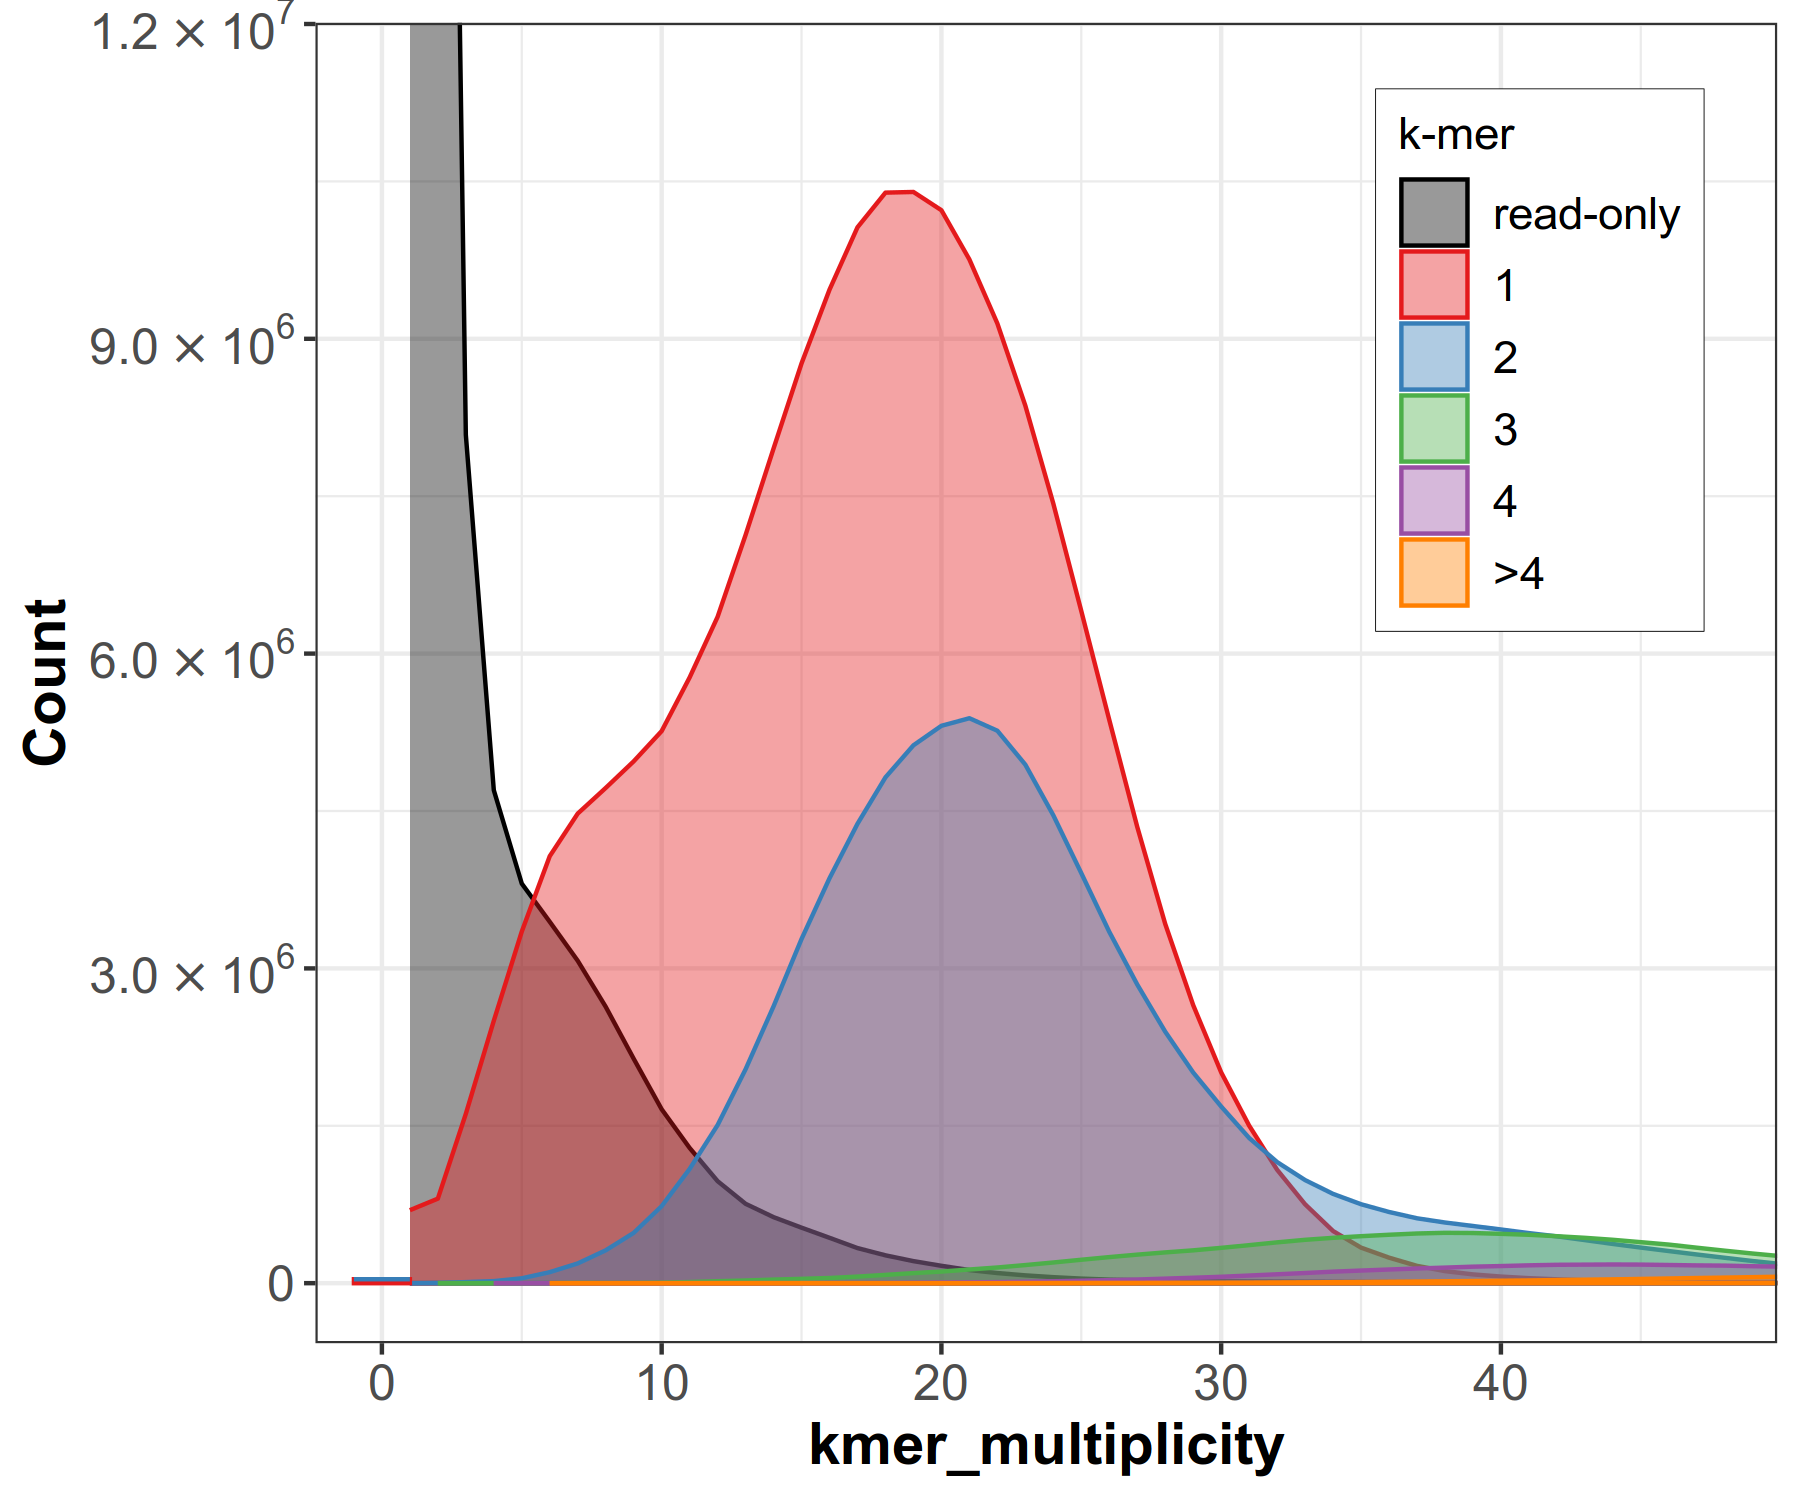 1.2 × 10⁷
9.0 × 10⁶
6.0 × 10⁶
3.0 × 10⁶
0
Count
0 10 20 30 40
kmer_multiplicity
k-mer
read-only
1
2
3
4
>4